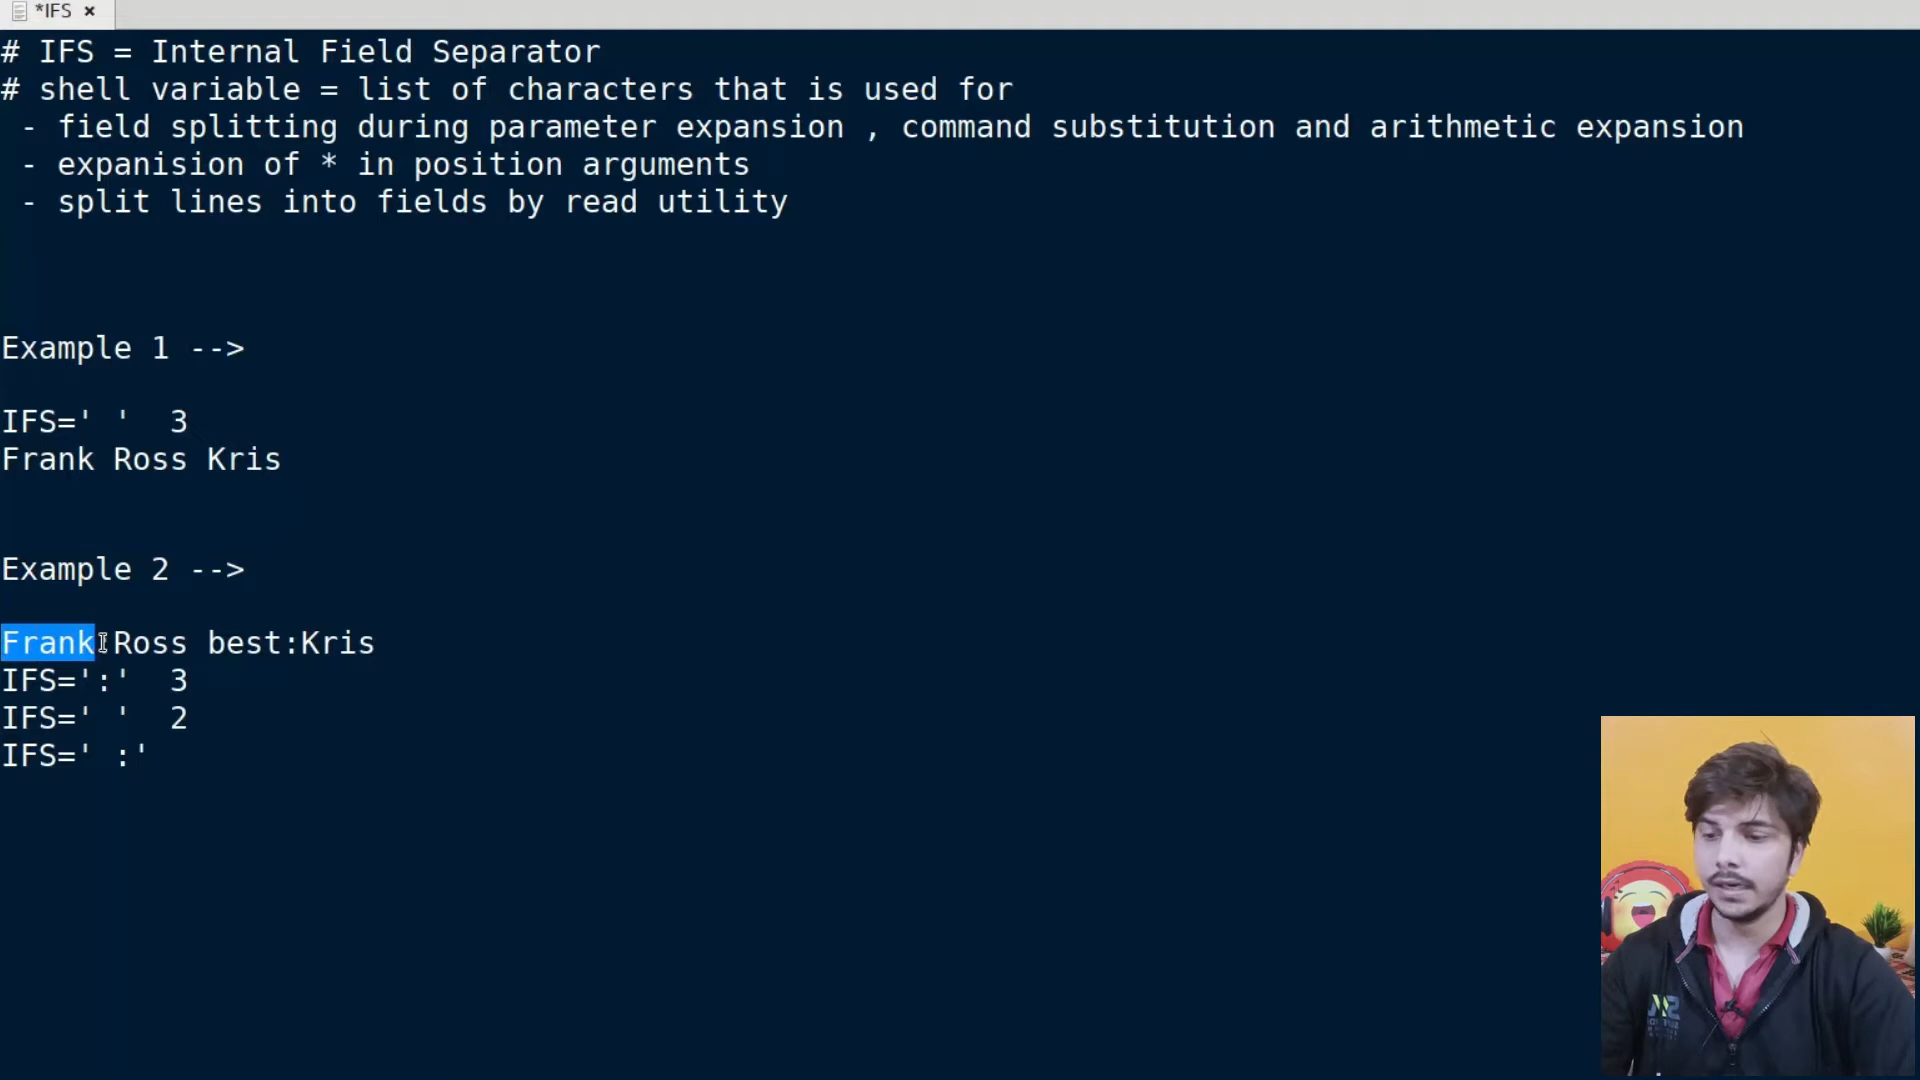 *IFS ×
# IFS = Internal Field Separator
# shell variable = list of characters that is used for
- field splitting during parameter expansion , command substitution and arithmetic expansion
- expanision of * in position arguments
- split lines into fields by read utility
Example 1 -->
IFS=' '  3
Frank Ross Kris
Example 2 -->
Frank:Ross best:Kris
IFS=':'  3
IFS=' '  2
IFS=' :'